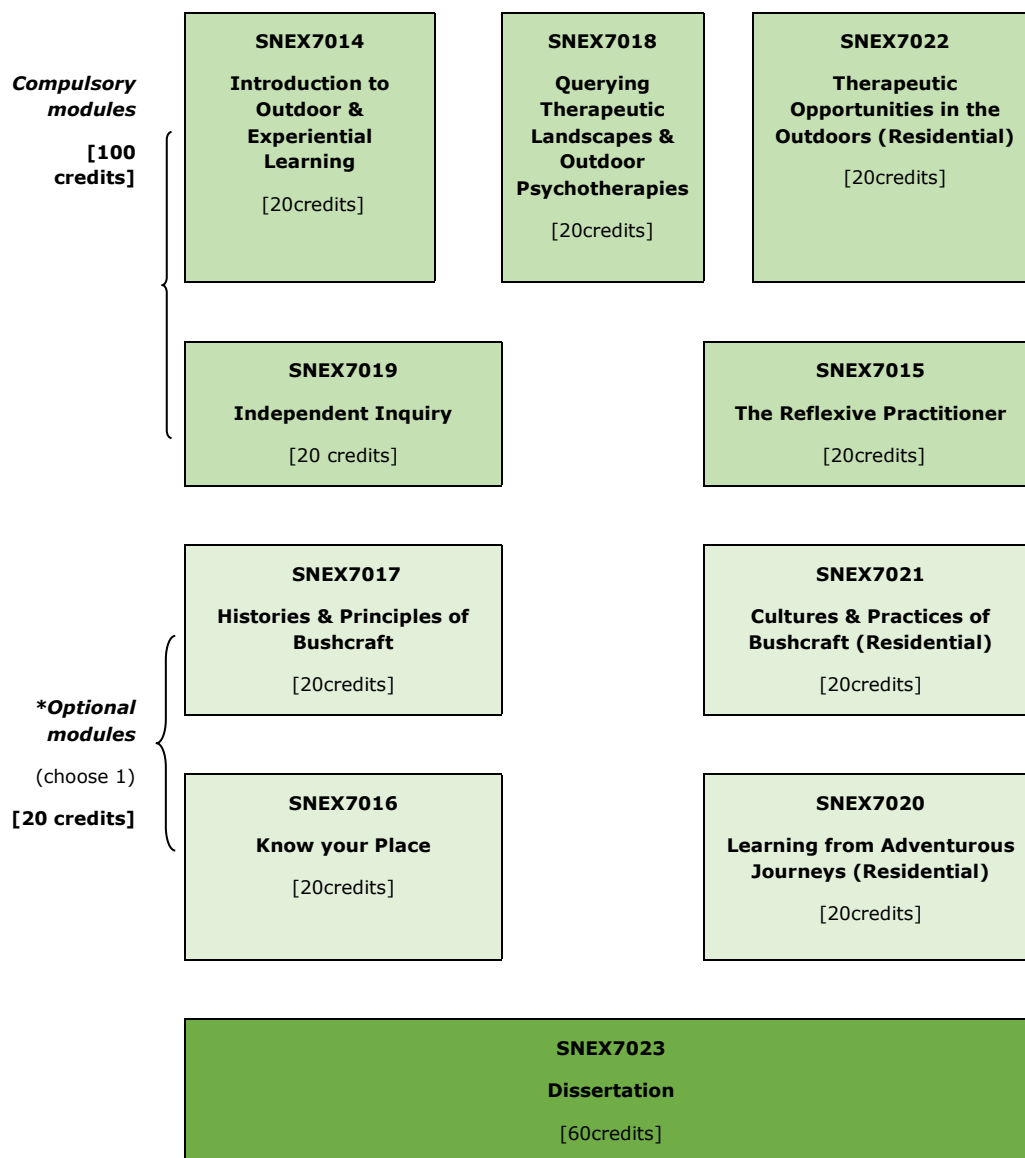 Compulsory
modules
[100
credits]
SNEX7014
Introduction to
Outdoor &
Experiential
Learning
[20credits]
SNEX7018
Querying
Therapeutic
Landscapes &
Outdoor
Psychotherapies
[20credits]
SNEX7022
Therapeutic
Opportunities in the
Outdoors (Residential)
[20credits]
SNEX7019
Independent Inquiry
[20 credits]
SNEX7015
The Reflexive Practitioner
[20credits]
*Optional
modules
(choose 1)
[20 credits]
SNEX7017
Histories & Principles of
Bushcraft
[20credits]
SNEX7021
Cultures & Practices of
Bushcraft (Residential)
[20credits]
SNEX7016
Know your Place
[20credits]
SNEX7020
Learning from Adventurous
Journeys (Residential)
[20credits]
SNEX7023
Dissertation
[60credits]